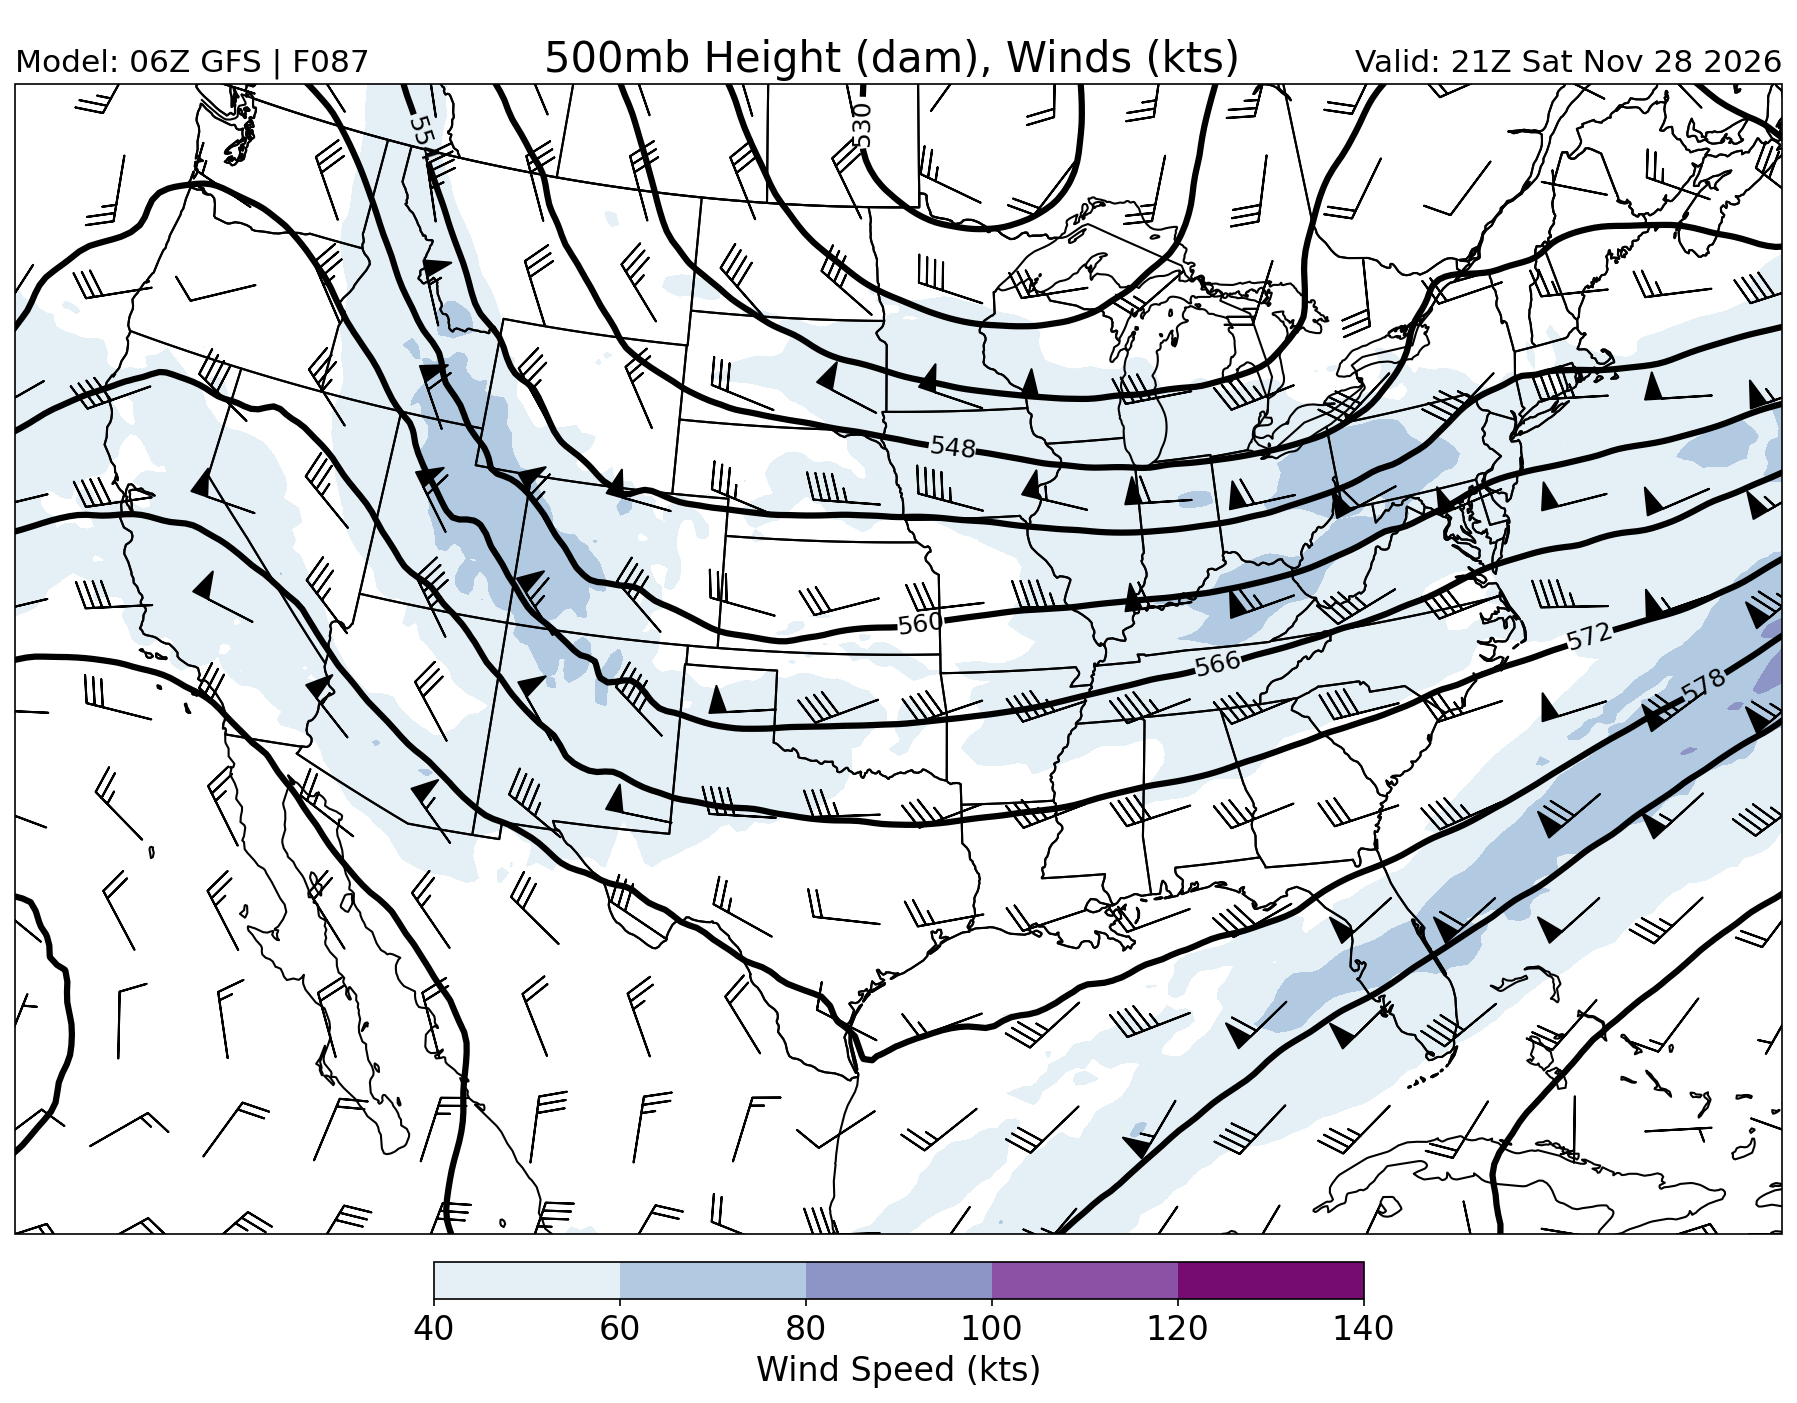 Model: 06Z GFS | F087
500mb Height (dam), Winds (kts)
Valid: 21Z Sat Nov 28 2026
530
548
560
566
572
578
40 60 80 100 120 140
Wind Speed (kts)